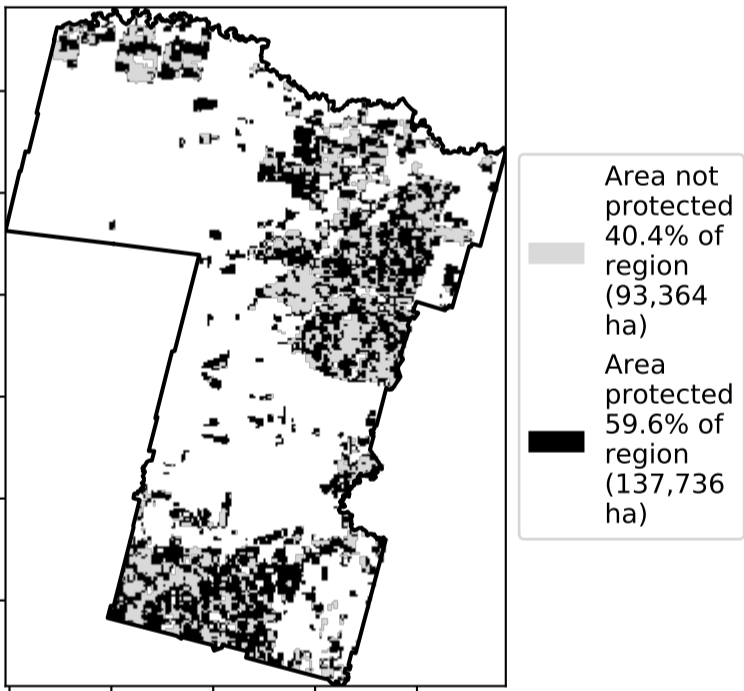 Area not
protected
40.4% of
region
(93,364
ha)
Area
protected
59.6% of
region
(137,736
ha)